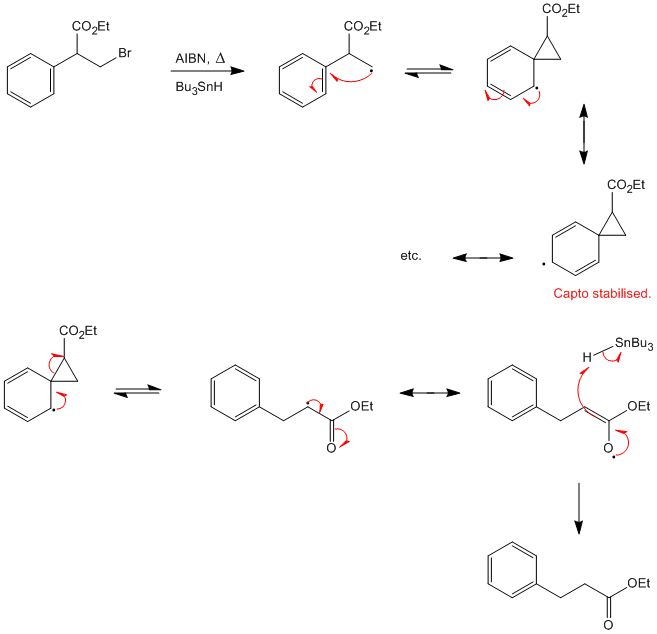 CO₂Et
Br
AIBN, Δ
Bu₃SnH
CO₂Et
CO₂Et
CO₂Et
etc.
Capto stabilised.
CO₂Et
OEt
O
H
SnBu₃
OEt
O
OEt
O